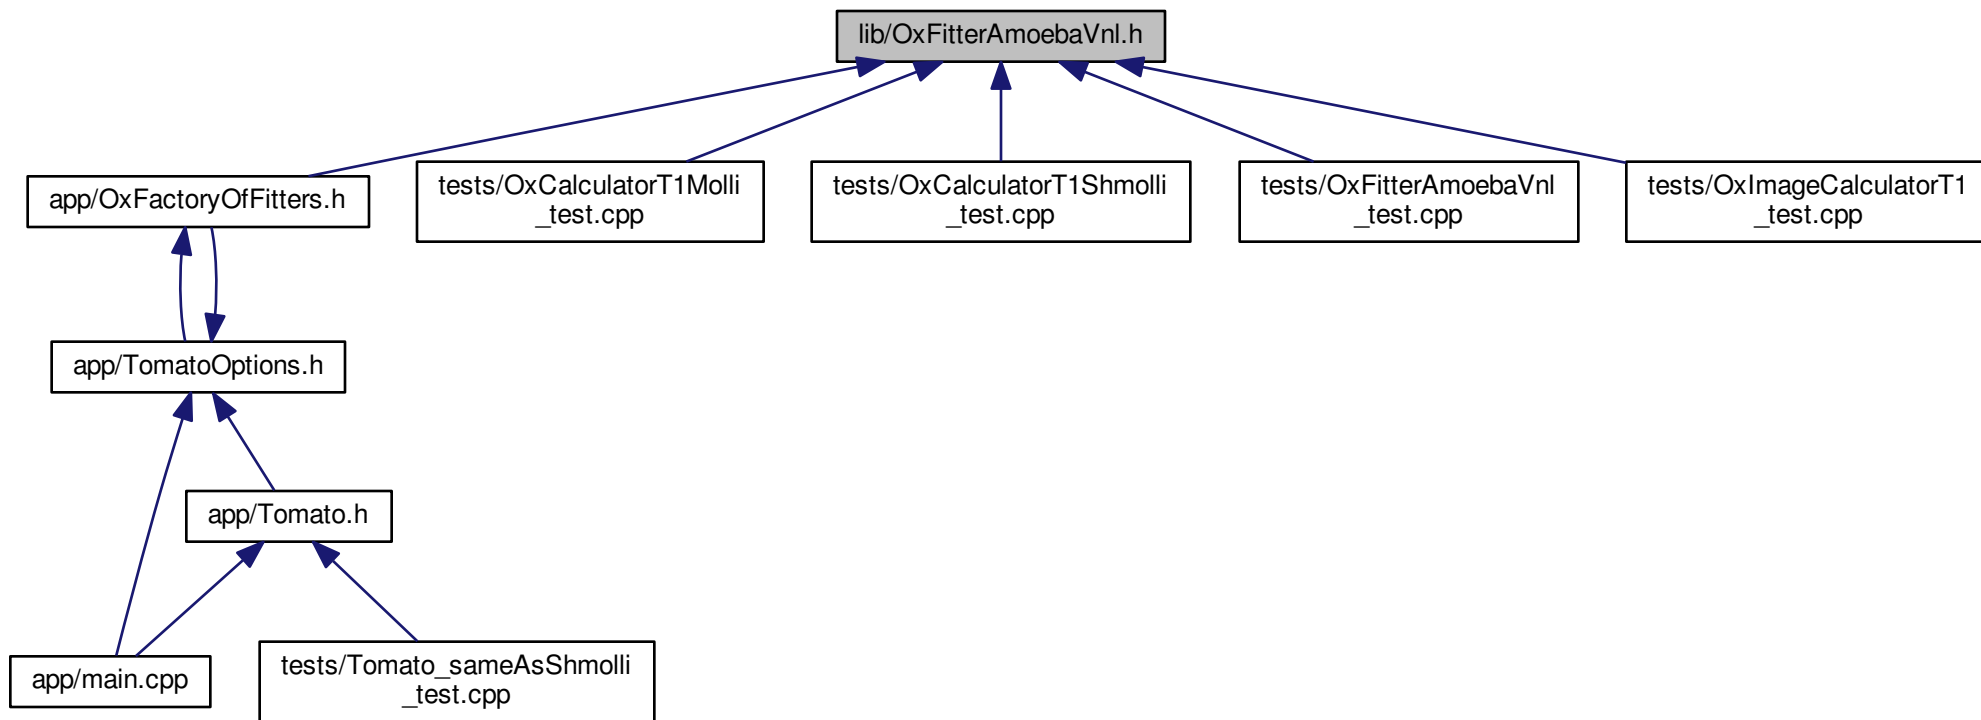 lib/OxFitterAmoebaVnl.h
app/OxFactoryOfFitters.h
tests/OxCalculatorT1Molli
_test.cpp
tests/OxCalculatorT1Shmolli
_test.cpp
tests/OxFitterAmoebaVnl
_test.cpp
tests/OxImageCalculatorT1
_test.cpp
app/TomatoOptions.h
app/Tomato.h
app/main.cpp
tests/Tomato_sameAsShmolli
_test.cpp